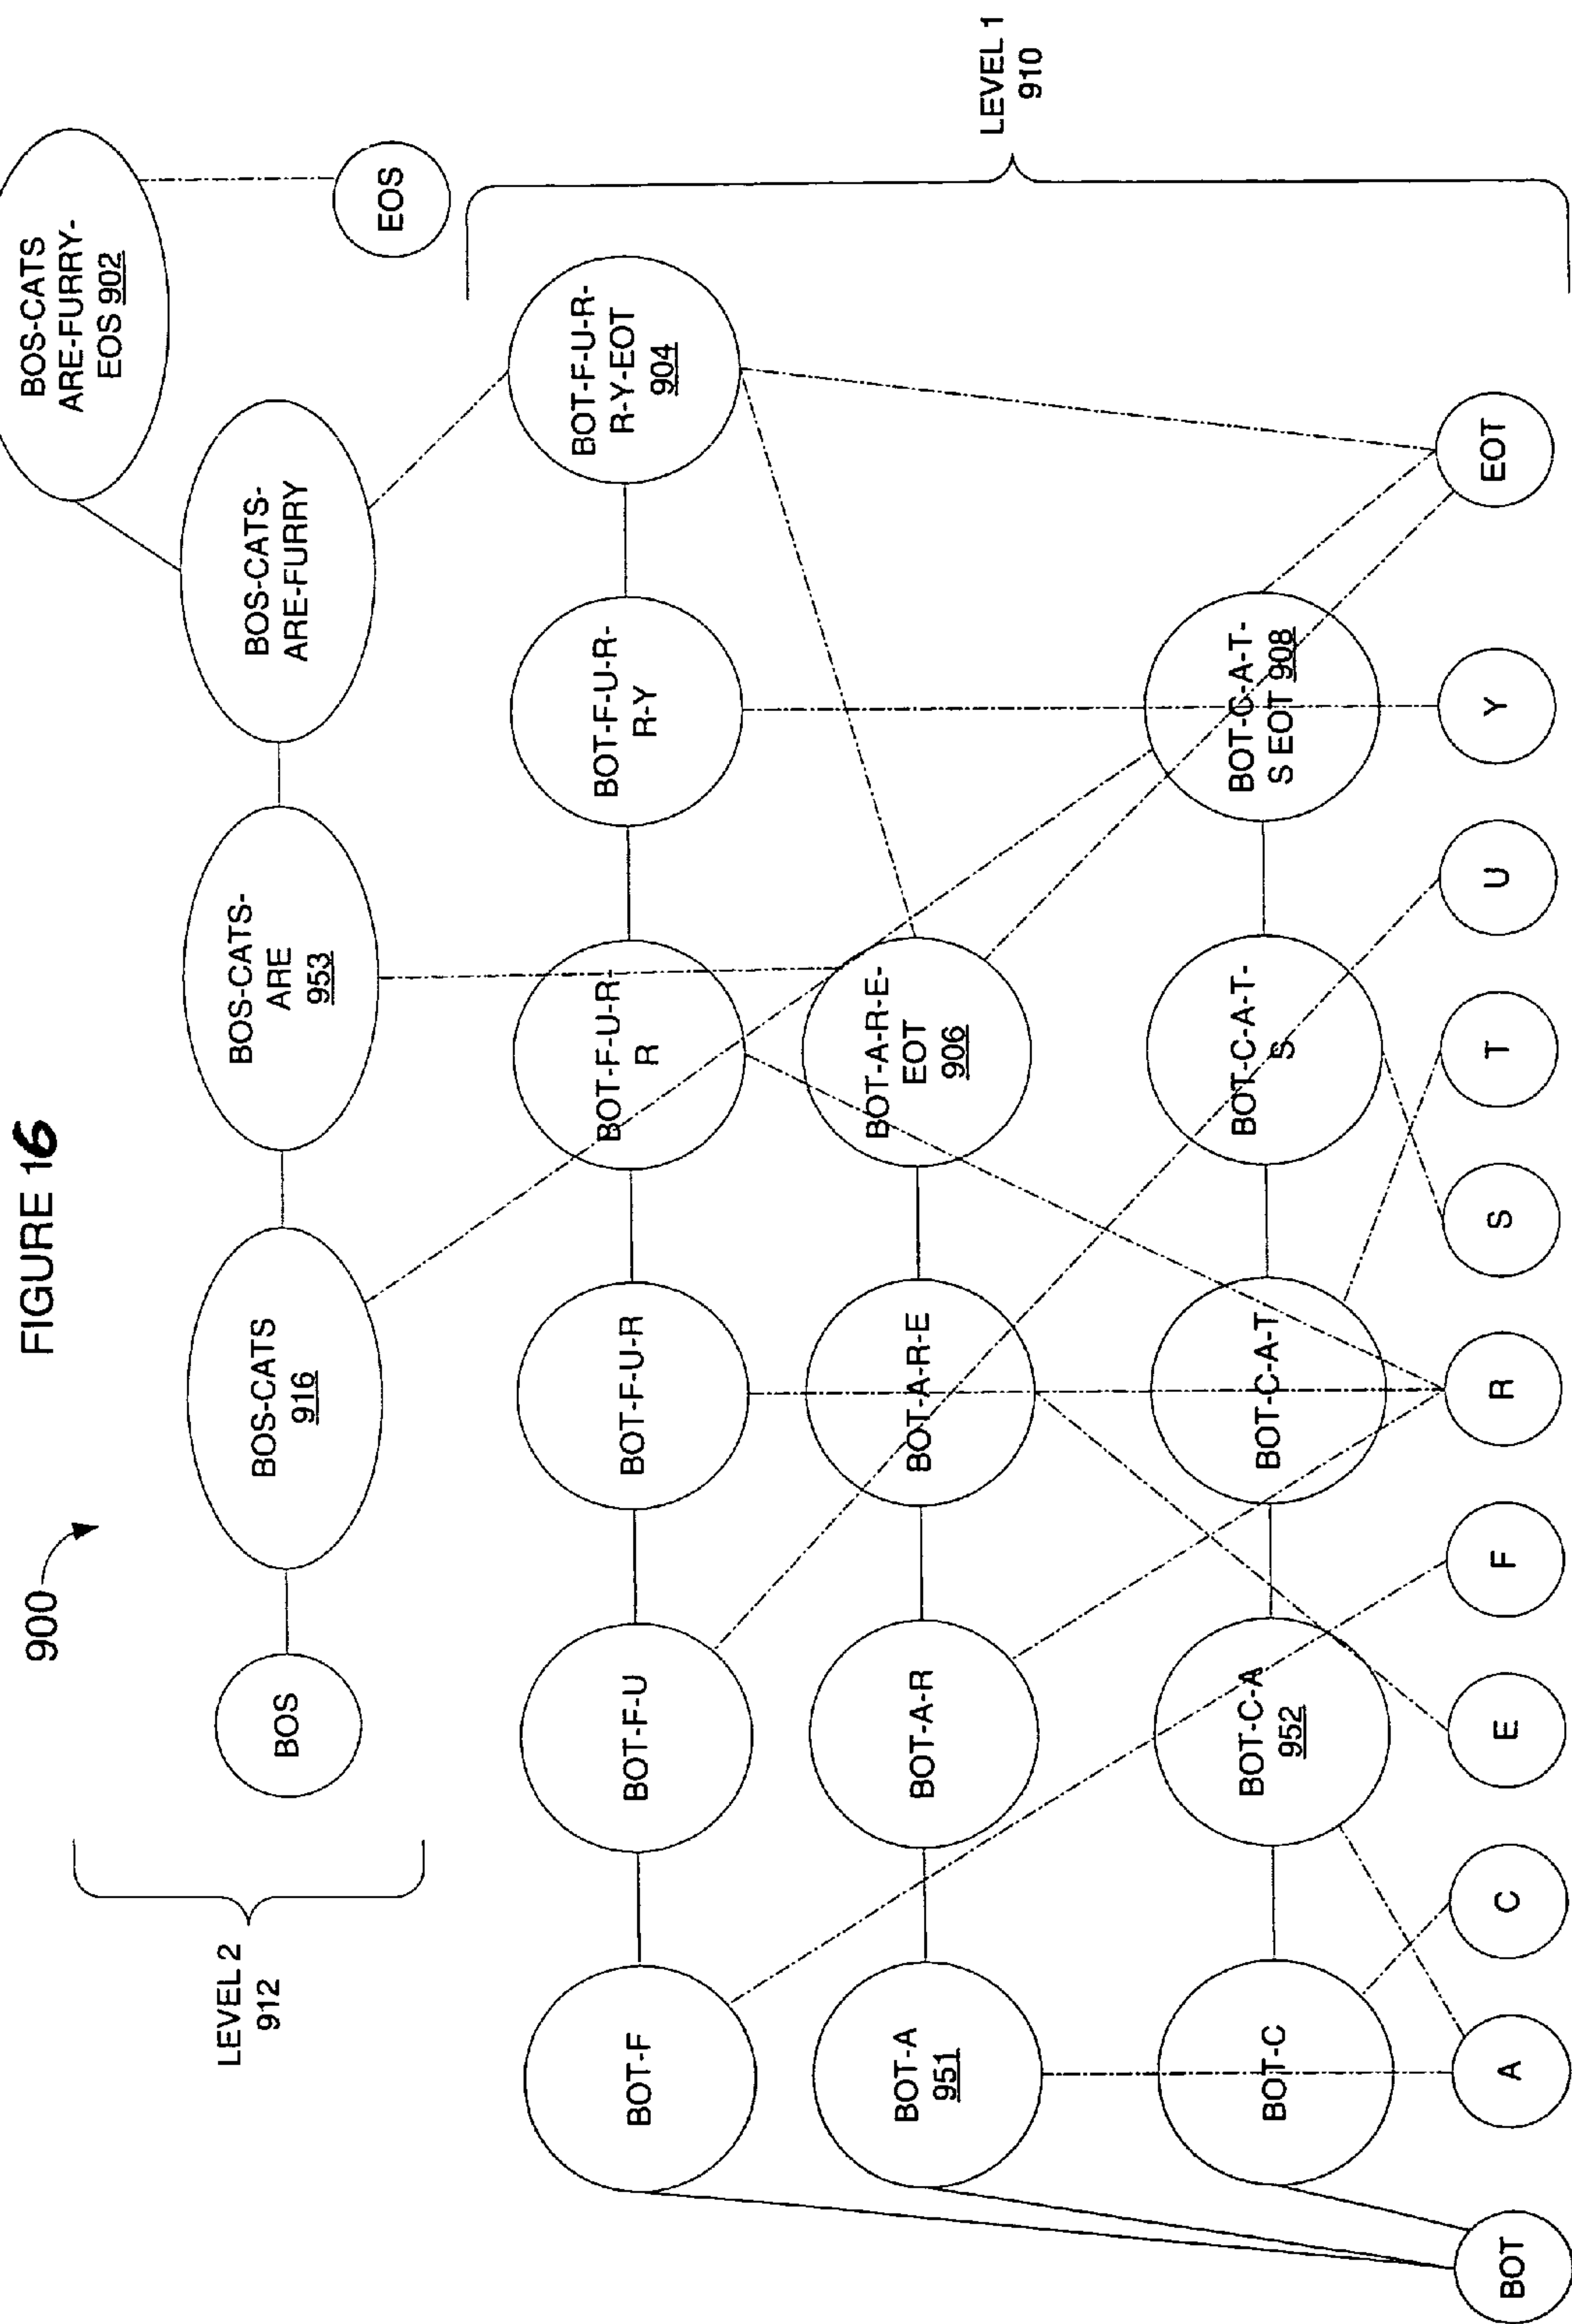 FIGURE 16
900
BOS-CATS
ARE-FURRY-
EOS 902
LEVEL 2
912
BOS
BOS-CATS
916
BOS-CATS-
ARE
953
BOS-CATS-
ARE-FURRY
EOS
LEVEL 1
910
BOT-F
BOT-F-U
BOT-F-U-R
BOT-F-U-R-
R
BOT-F-U-R-
R-Y
BOT-F-U-R-
R-Y-EOT
904
BOT-A
951
BOT-A-R
BOT-A-R-E
BOT-A-R-E-
EOT
906
BOT-C
BOT-C-A
952
BOT-C-A-T
BOT-C-A-T-
S
BOT-C-A-T-
S EOT 908
BOT
A
C
E
F
R
S
T
U
Y
EOT